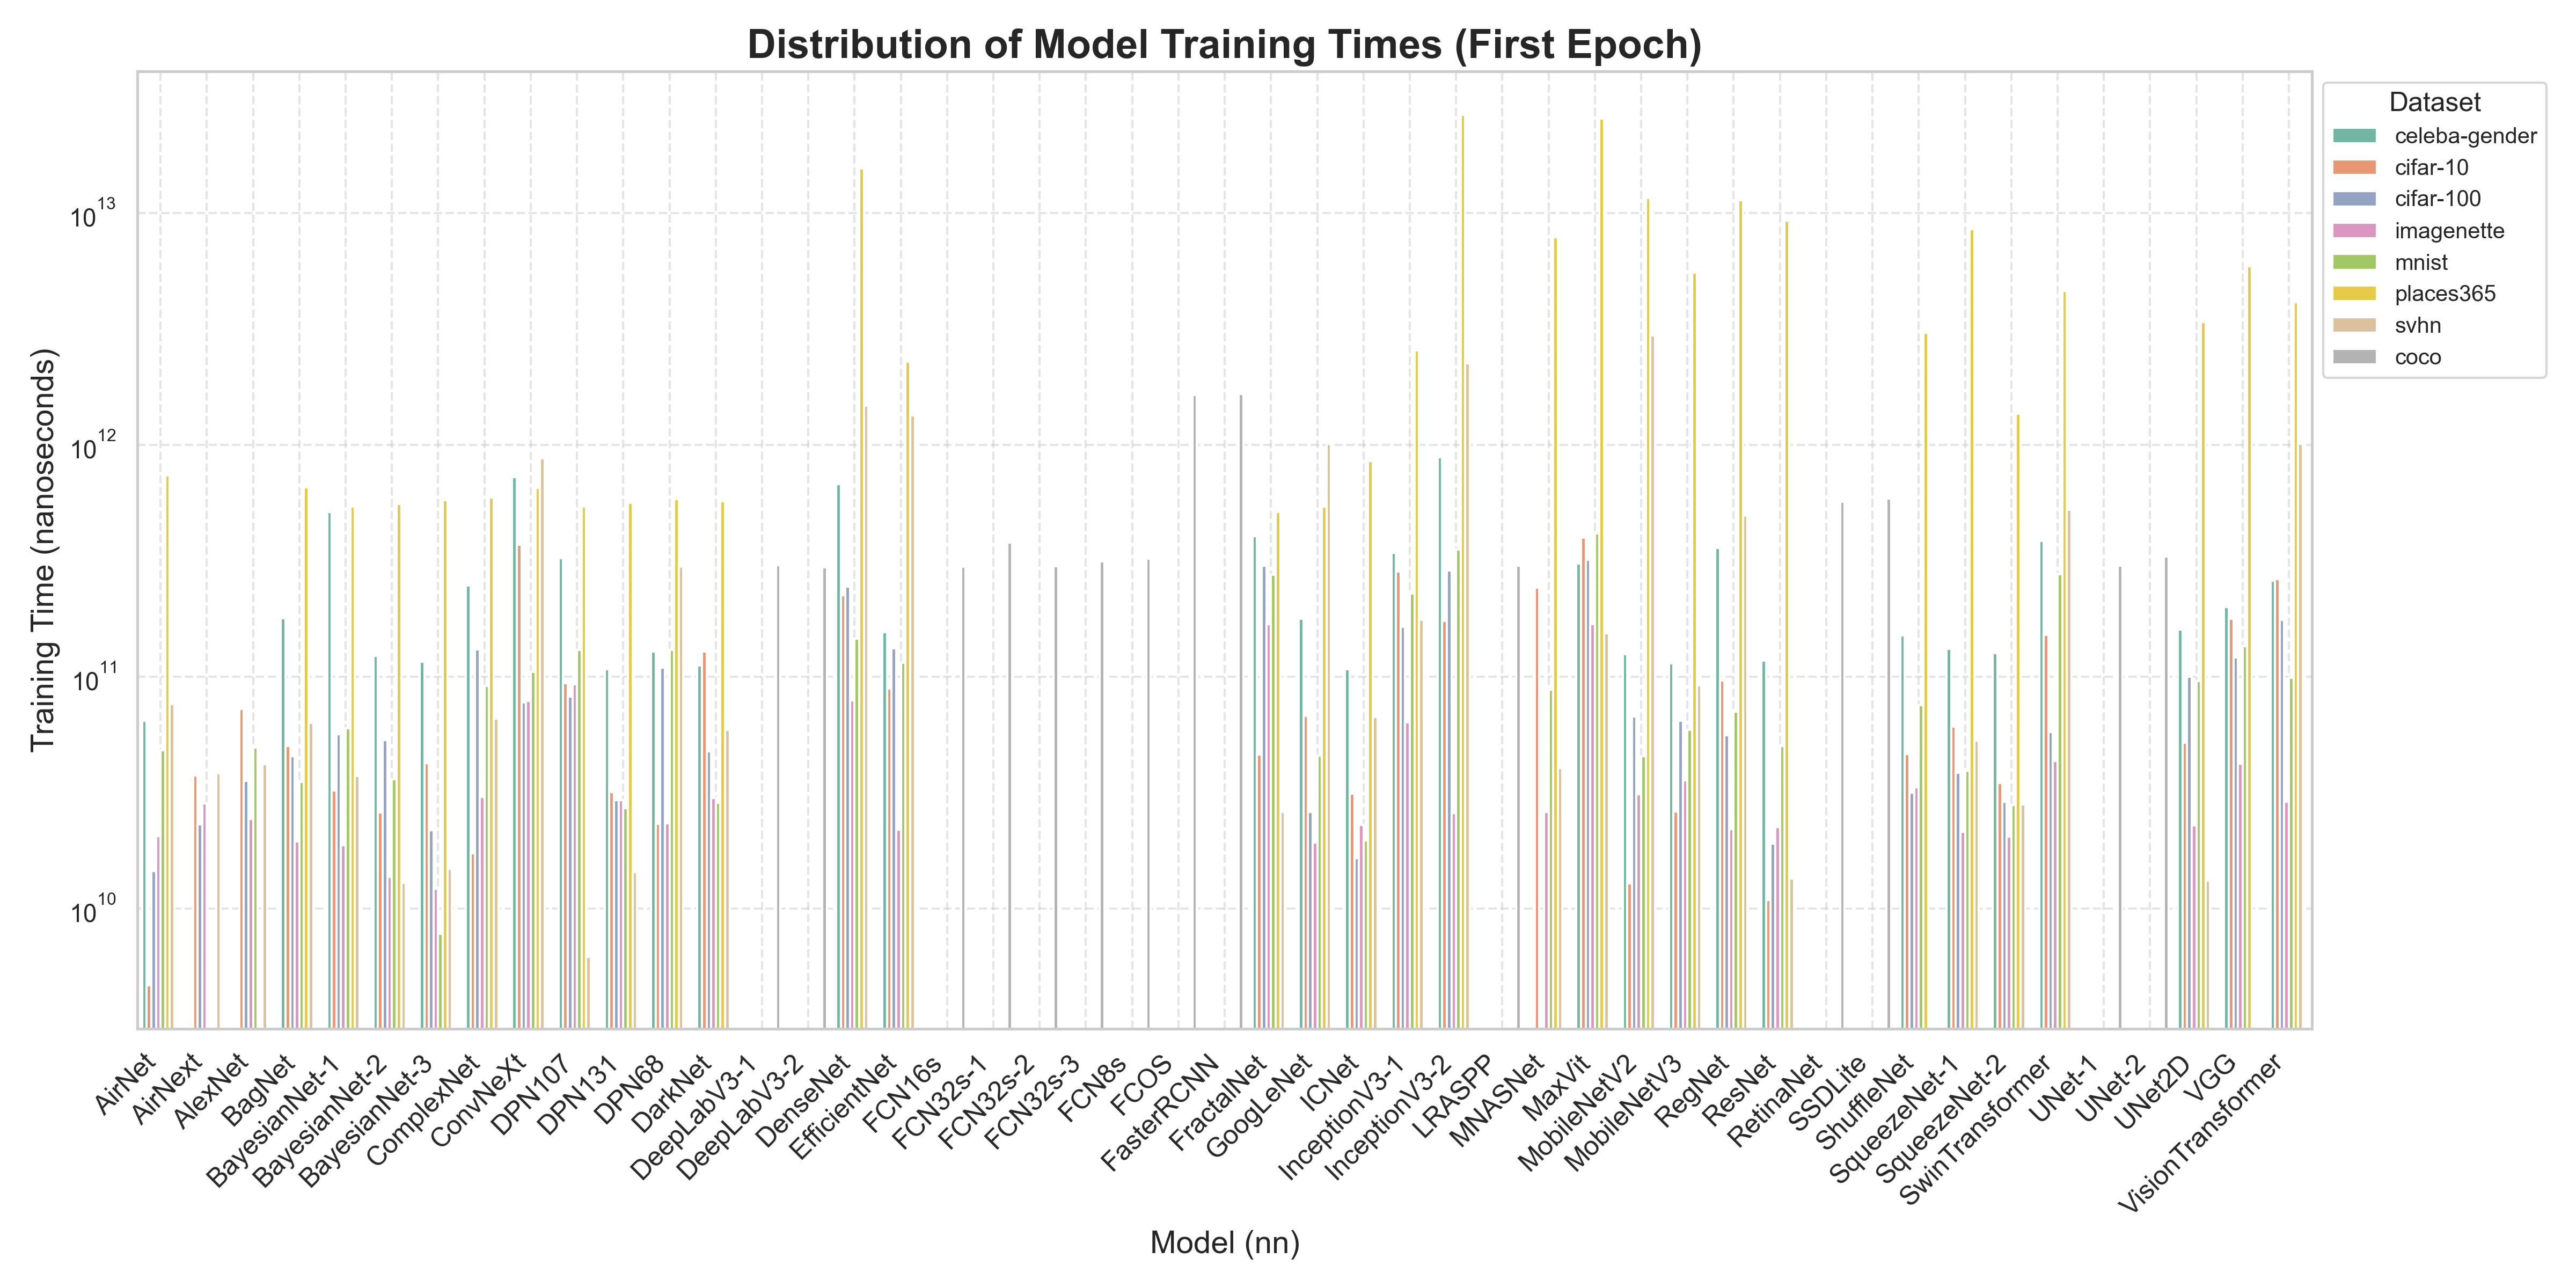 Distribution of Model Training Times (First Epoch)
Training Time (nanoseconds)
10^13
10^12
10^11
10^10
Dataset
celeba-gender
cifar-10
cifar-100
imagenette
mnist
places365
svhn
coco
AirNet
AirNext
AlexNet
BagNet
BayesianNet-1
BayesianNet-2
BayesianNet-3
ComplexNet
ConvNeXt
DPN107
DPN131
DPN68
DarkNet
DeepLabV3-1
DeepLabV3-2
DenseNet
EfficientNet
FCN16s
FCN32s-1
FCN32s-2
FCN32s-3
FCN8s
FCOS
FasterRCNN
FractalNet
GoogLeNet
ICNet
InceptionV3-1
InceptionV3-2
LRASPP
MNASNet
MaxVit
MobileNetV2
MobileNetV3
RegNet
ResNet
RetinaNet
SSDLite
ShuffleNet
SqueezeNet-1
SqueezeNet-2
SwinTransformer
UNet-1
UNet-2
UNet2D
VGG
VisionTransformer
Model (nn)